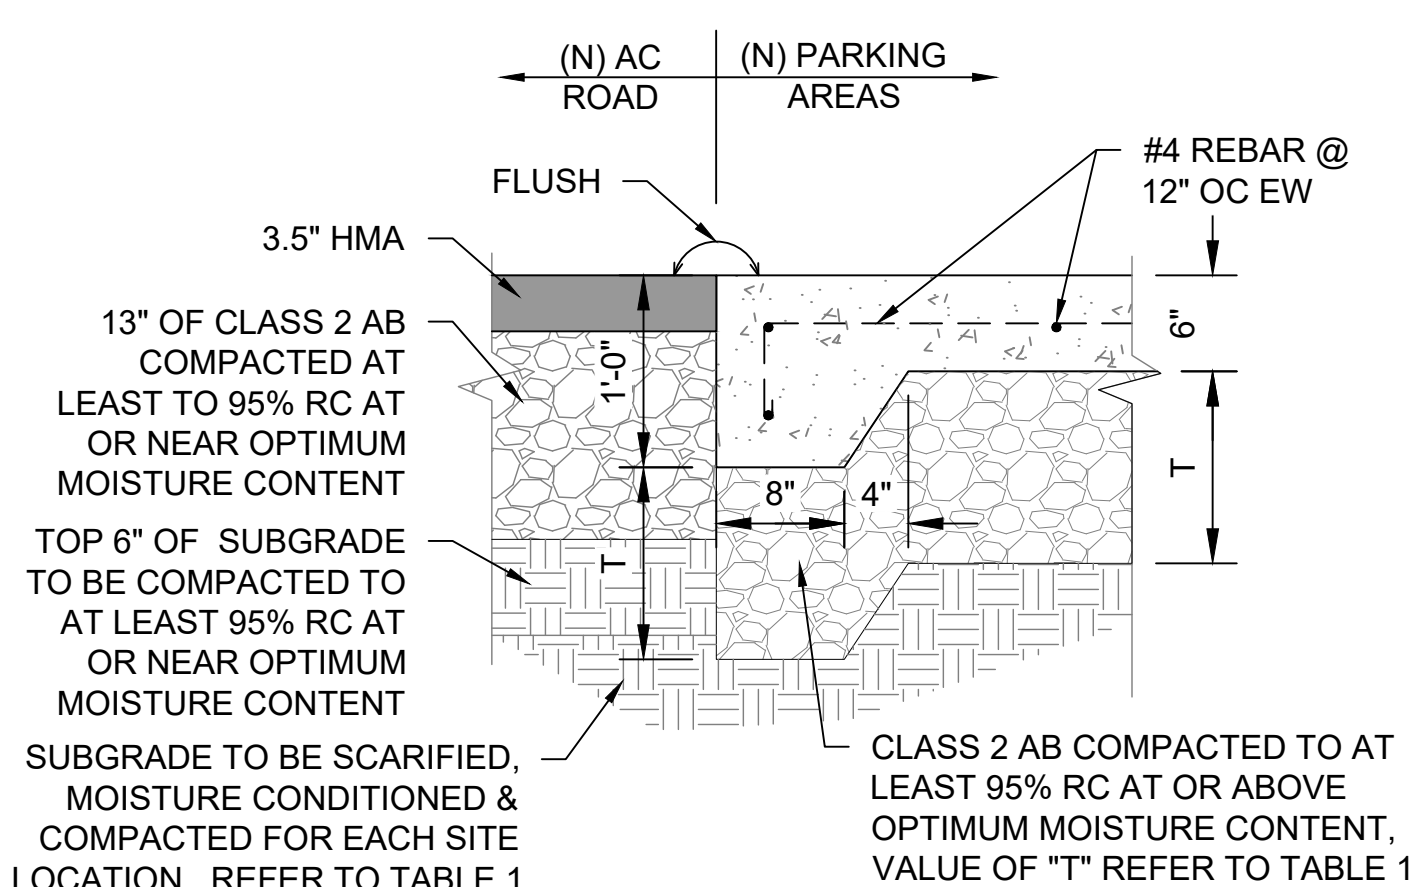 (N) AC
ROAD
(N) PARKING
AREAS
#4 REBAR @
12" OC EW
FLUSH
3.5" HMA
13" OF CLASS 2 AB
COMPACTED AT
LEAST TO 95% RC AT
OR NEAR OPTIMUM
MOISTURE CONTENT
1'-0"
6"
T
8"
4"
T
TOP 6" OF SUBGRADE
TO BE COMPACTED TO
AT LEAST 95% RC AT
OR NEAR OPTIMUM
MOISTURE CONTENT
SUBGRADE TO BE SCARIFIED,
MOISTURE CONDITIONED &
COMPACTED FOR EACH SITE
LOCATION. REFER TO TABLE 1
CLASS 2 AB COMPACTED TO AT
LEAST 95% RC AT OR ABOVE
OPTIMUM MOISTURE CONTENT,
VALUE OF "T" REFER TO TABLE 1